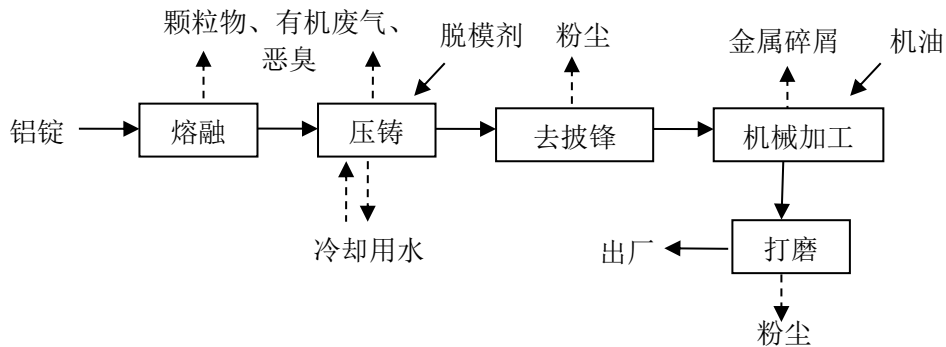 颗粒物、有机废气、
恶臭
脱模剂
粉尘
金属碎屑
机油
铝锭
熔融
压铸
去披锋
机械加工
冷却用水
出厂
打磨
粉尘